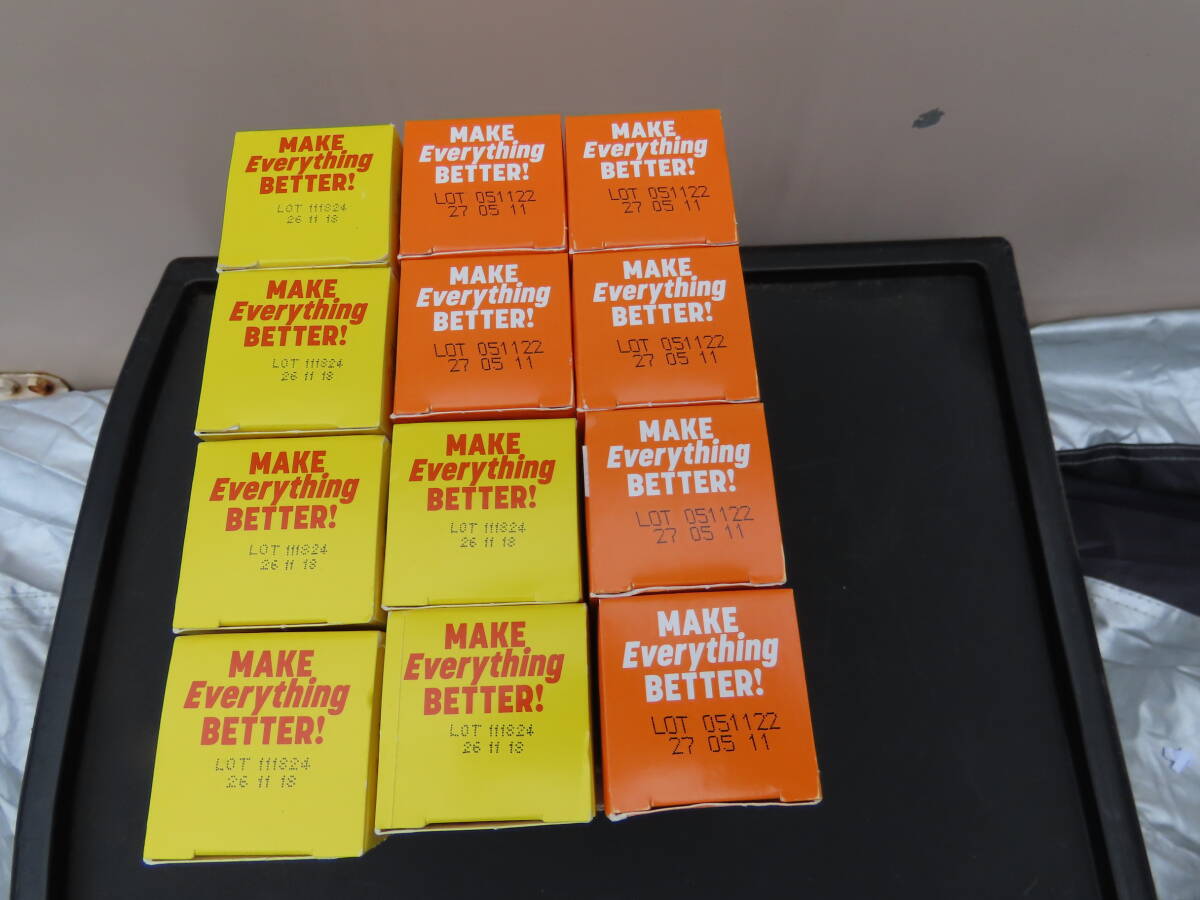 MAKE
Everything
BETTER!
LOT 111824
26 11 18
MAKE
Everything
BETTER!
LOT 051122
27 05 11
MAKE
Everything
BETTER!
LOT 051122
27 05 11
MAKE
Everything
BETTER!
LOT 111824
26 11 18
MAKE
Everything
BETTER!
LOT 051122
27 05 11
MAKE
Everything
BETTER!
LOT 051122
27 05 11
MAKE
Everything
BETTER!
LOT 111824
26 11 18
MAKE
Everything
BETTER!
LOT 111824
26 11 18
MAKE
Everything
BETTER!
LOT 051122
27 05 11
MAKE
Everything
BETTER!
LOT 111824
26 11 18
MAKE
Everything
BETTER!
LOT 111824
26 11 18
MAKE
Everything
BETTER!
LOT 051122
27 05 11